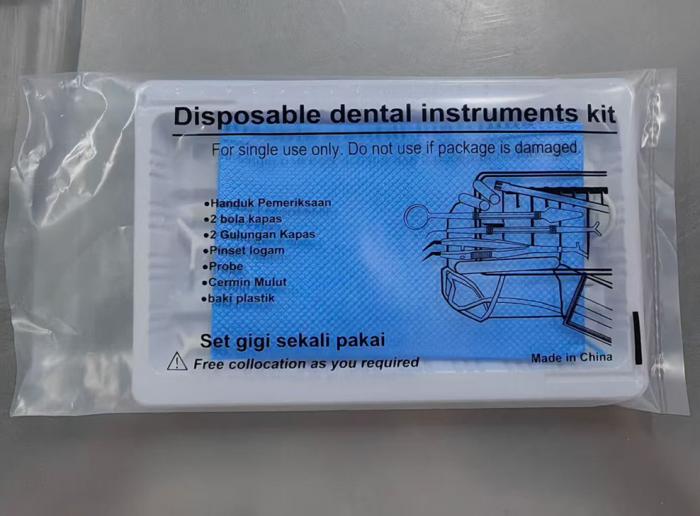 Disposable dental instruments kit
For single use only. Do not use if package is damaged.
•Handuk Pemeriksaan
•2 bola kapas
•2 Gulungan Kapas
•Pinset logam
•Probe
•Cermin Mulut
•baki plastik
Set gigi sekali pakai
Free collocation as you required
Made in China